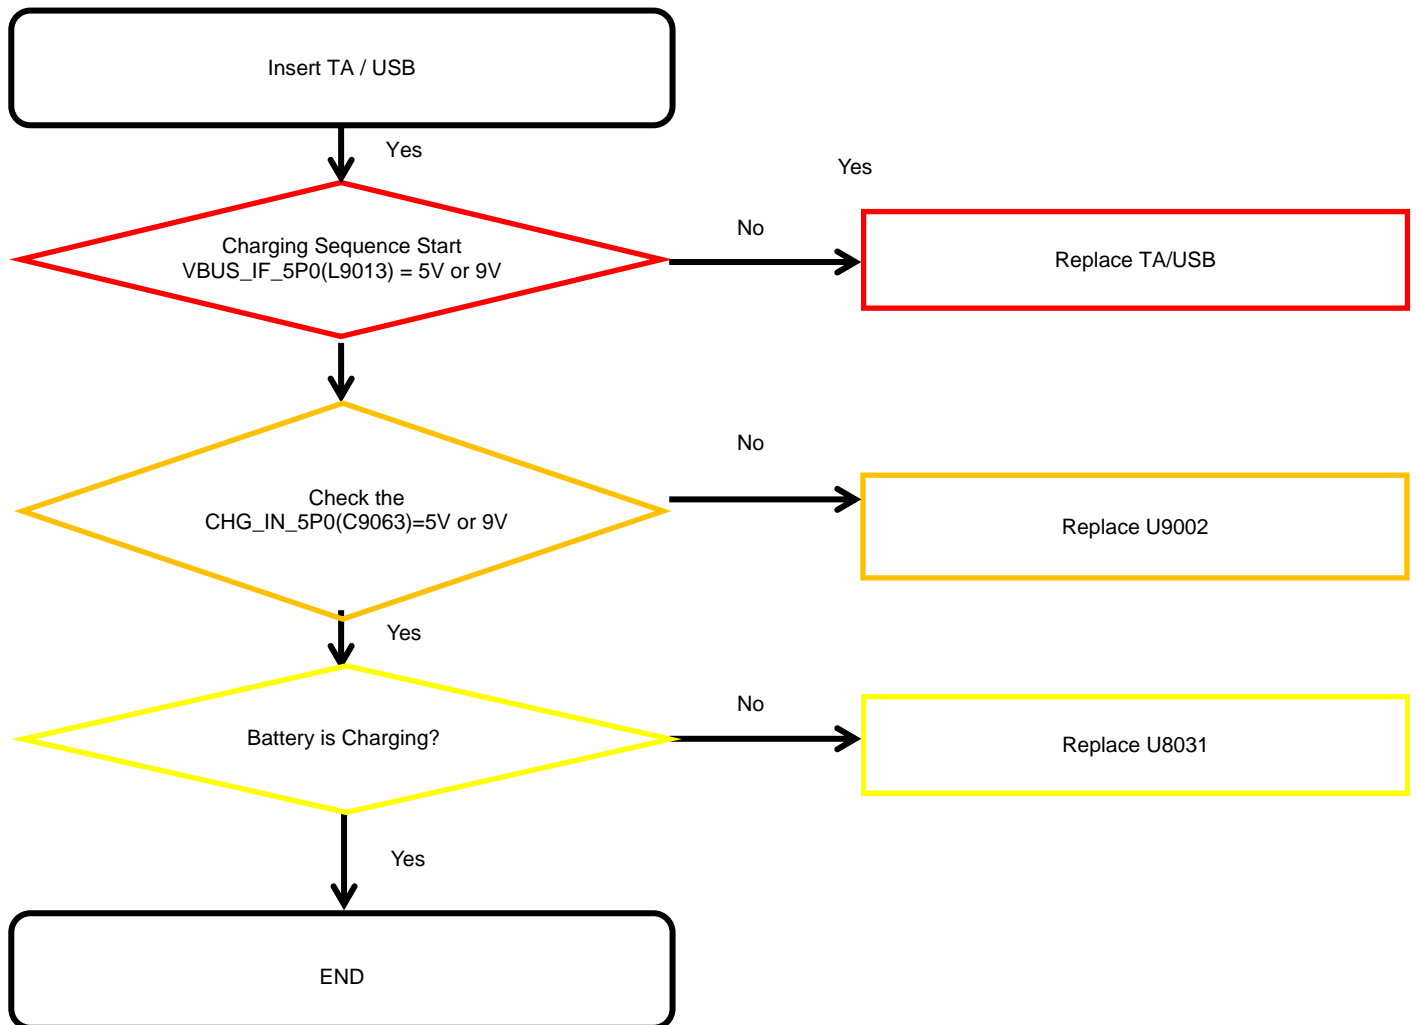 Insert TA / USB
Yes
Yes
Charging Sequence Start
VBUS_IF_5P0(L9013) = 5V or 9V
No
Replace TA/USB
Check the
CHG_IN_5P0(C9063)=5V or 9V
No
Replace U9002
Yes
Battery is Charging?
No
Replace U8031
Yes
END